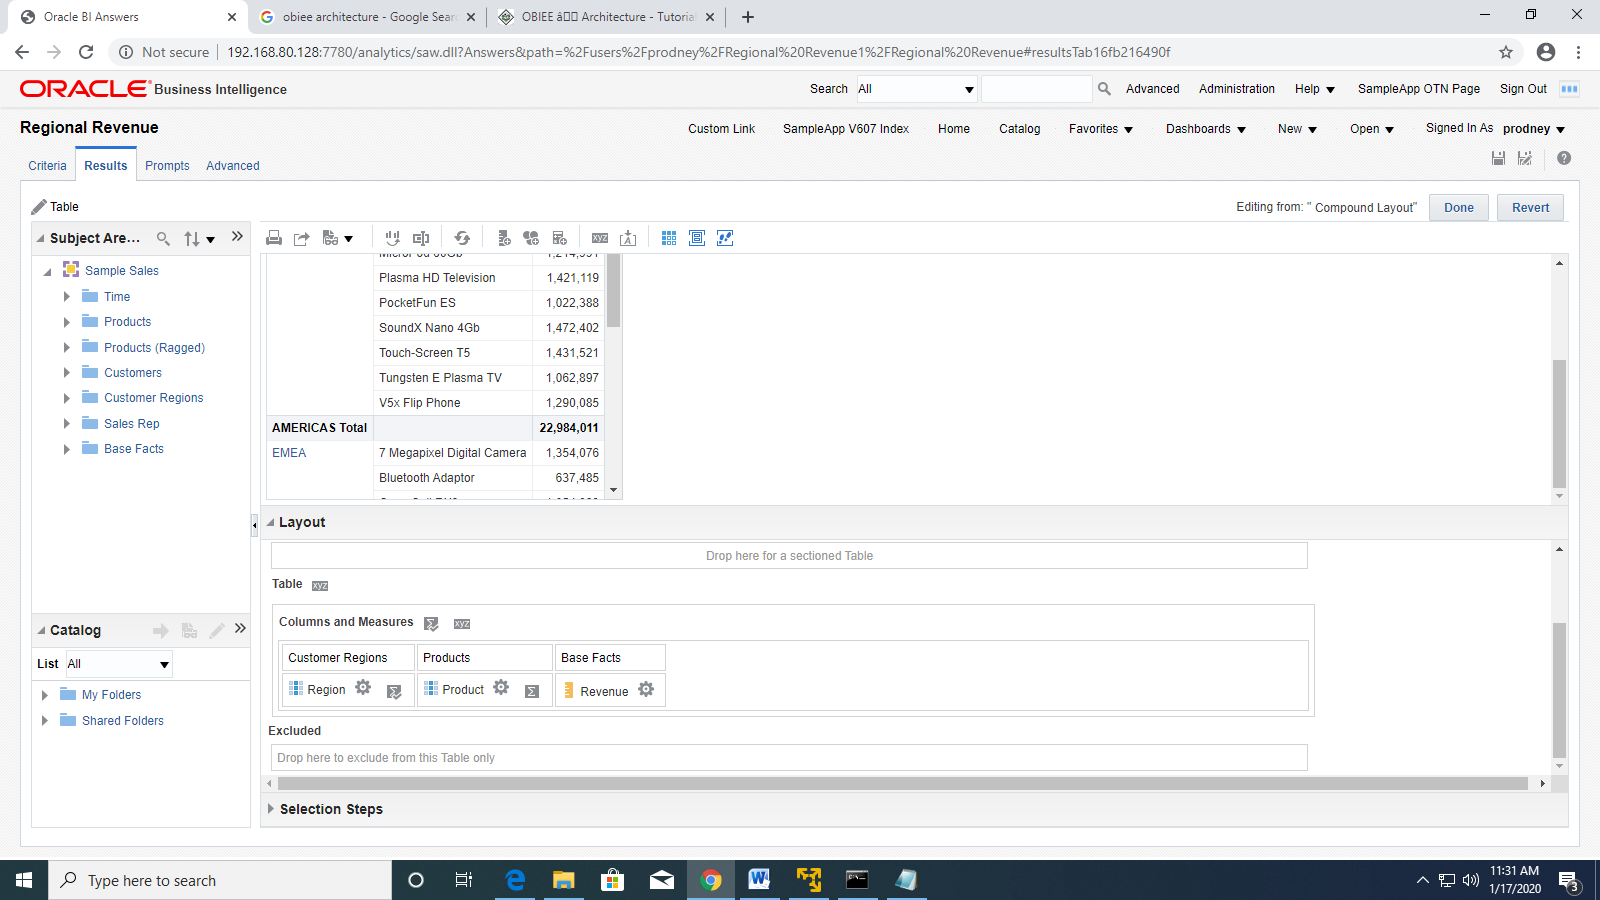 Oracle BI Answers
obiee architecture - Google Sear
OBIEE â Architecture - Tutorial
Not secure
192.168.80.128:7780/analytics/saw.dll?Answers&path=%2Fusers%2Fprodney%2FRegional%20Revenue1%2FRegional%20Revenue#resultsTab16fb216490f
ORACLE Business Intelligence
Search All
Advanced Administration Help SampleApp OTN Page Sign Out
Regional Revenue
Custom Link SampleApp V607 Index Home Catalog Favorites Dashboards New Open Signed In As prodney
Criteria Results Prompts Advanced
Table
Editing from: " Compound Layout" Done Revert
Subject Are...
Sample Sales
Time
Products
Products (Ragged)
Customers
Customer Regions
Sales Rep
Base Facts
Catalog
List All
My Folders
Shared Folders
Plasma HD Television 1,421,119
PocketFun ES 1,022,388
SoundX Nano 4Gb 1,472,402
Touch-Screen T5 1,431,521
Tungsten E Plasma TV 1,062,897
V5x Flip Phone 1,290,085
AMERICAS Total 22,984,011
EMEA 7 Megapixel Digital Camera 1,354,076
Bluetooth Adaptor 637,485
Layout
Drop here for a sectioned Table
Table xyz
Columns and Measures xyz
Customer Regions Products Base Facts
Region Product Revenue
Excluded
Drop here to exclude from this Table only
Selection Steps
Type here to search
11:31 AM
1/17/2020
3